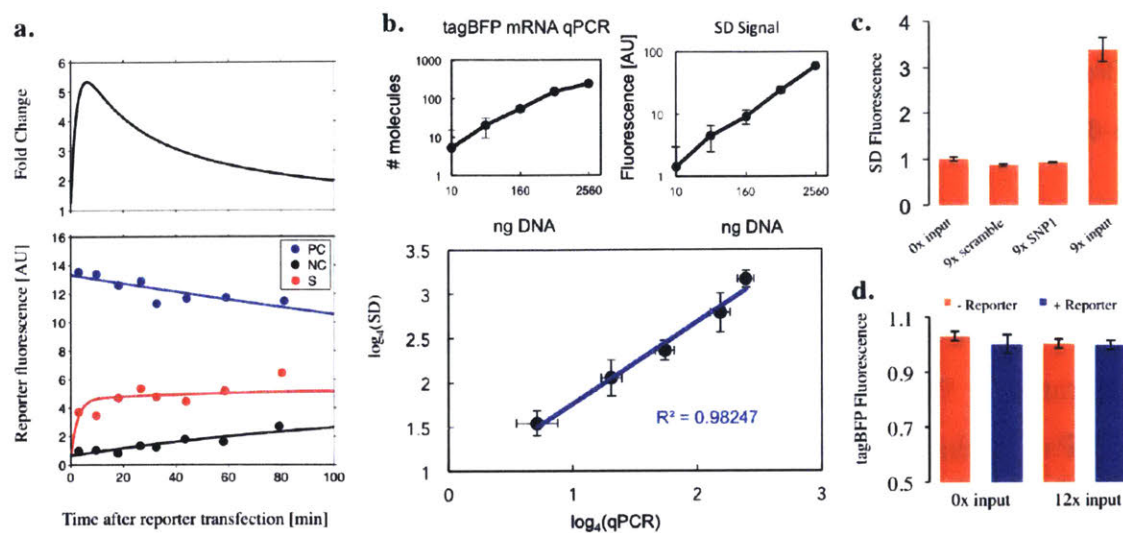 a.
Fold Change
6
5
4
3
2
1
Reporter fluorescence [AU]
16
14
12
10
8
6
4
2
0
PC
NC
S
0 20 40 60 80 100
Time after reporter transfection [min]
b.
tagBFP mRNA qPCR
# molecules
1000
100
10
1
10 160 2560
ng DNA
SD Signal
Fluorescence [AU]
100
10
1
10 160 2560
ng DNA
log₄(SD)
3.5
3
2.5
2
1.5
1
R² = 0.98247
0 1 2 3
log₄(qPCR)
c.
SD Fluorescence
4
3
2
1
0
0x input
9x scramble
9x SNP1
9x input
d.
- Reporter + Reporter
tagBFP Fluorescence
1.1
0.9
0.7
0.5
0x input 12x input